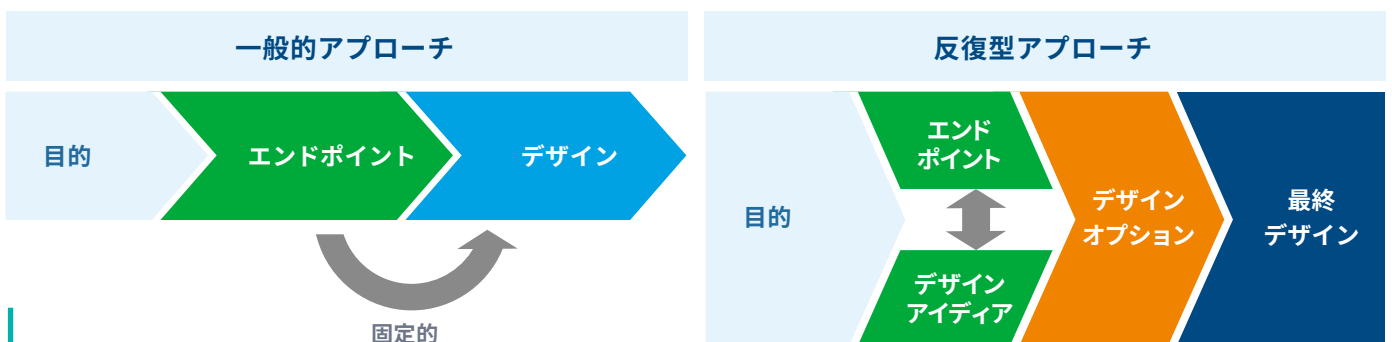 一般的アプローチ
目的
エンドポイント
デザイン
固定的
反復型アプローチ
目的
エンド
ポイント
デザイン
アイディア
デザイン
オプション
最終
デザイン